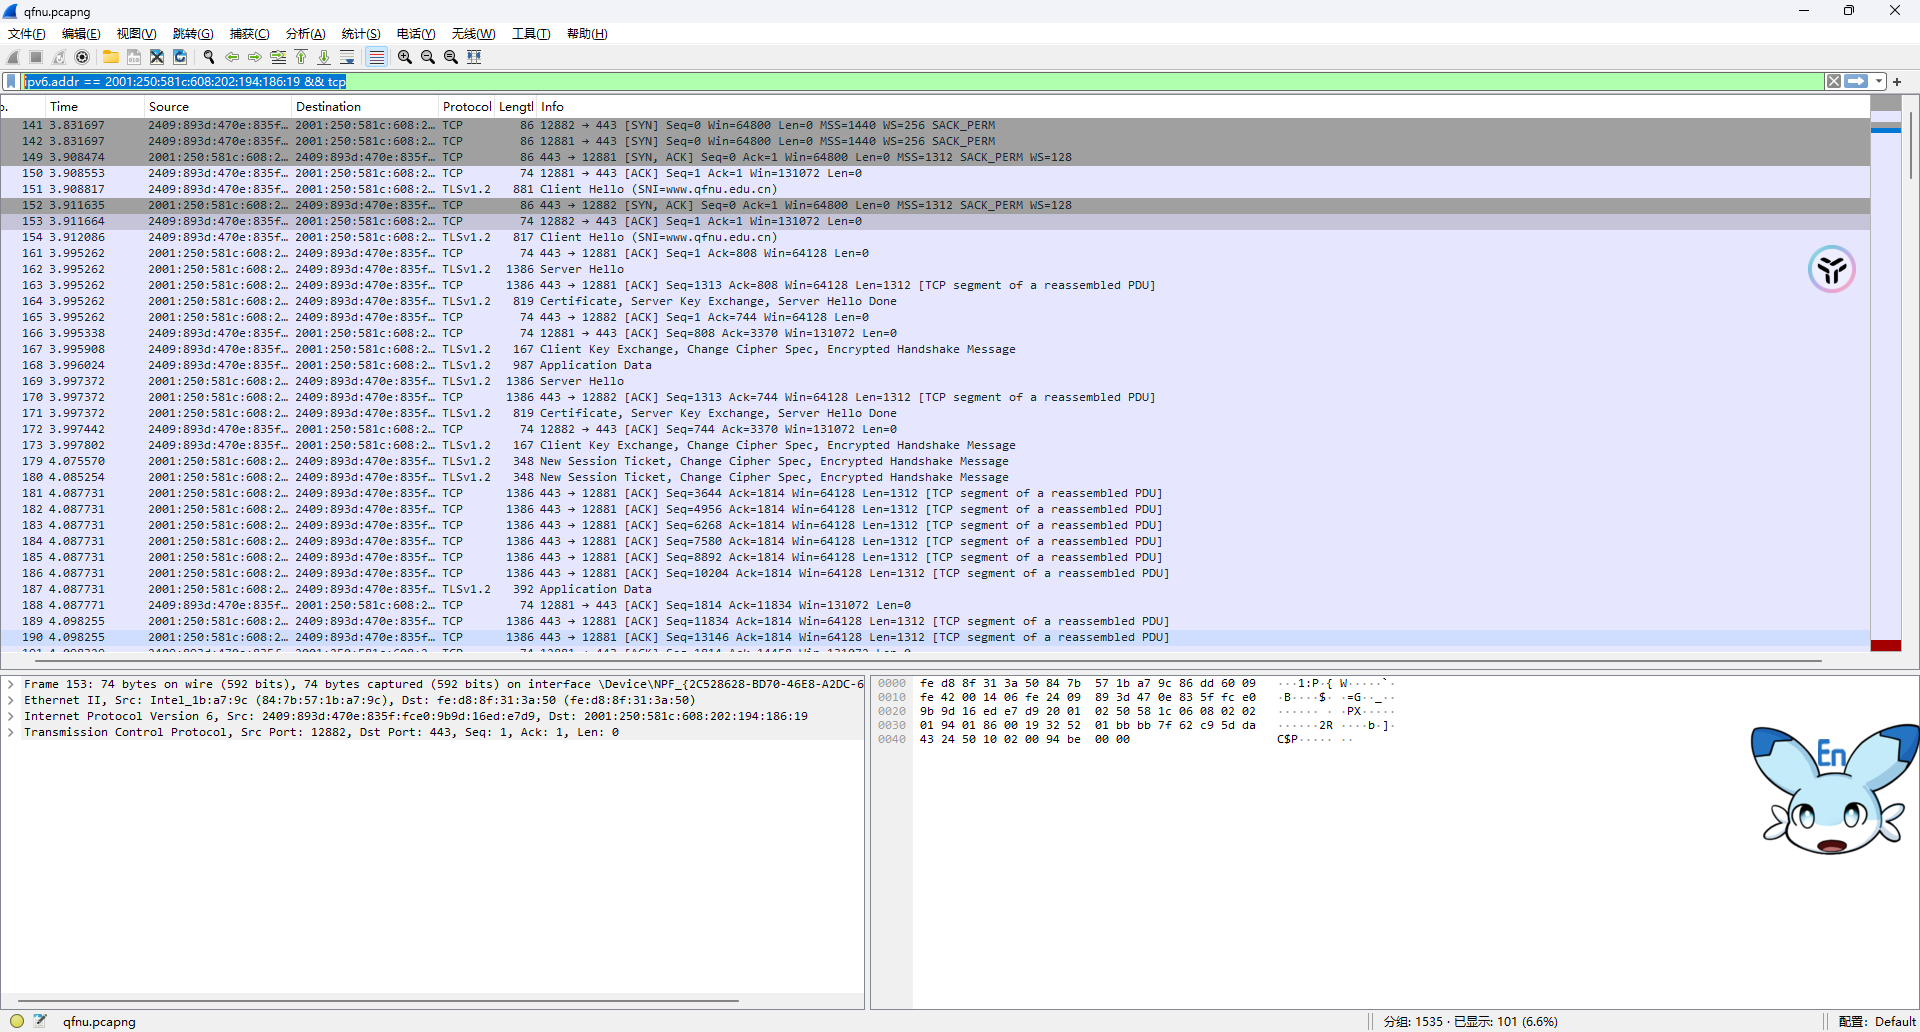 qfnu.pcapng
文件(F) 编辑(E) 视图(V) 跳转(G) 捕获(C) 分析(A) 统计(S) 电话(Y) 无线(W) 工具(T) 帮助(H)
ipv6.addr == 2001:250:581c:608:202:194:186:19 && tcp
Time Source Destination Protocol Lengtl Info
141 3.831697 2409:893d:470e:835f… 2001:250:581c:608:2… TCP 86 12882 → 443 [SYN] Seq=0 Win=64800 Len=0 MSS=1440 WS=256 SACK_PERM
142 3.831697 2409:893d:470e:835f… 2001:250:581c:608:2… TCP 86 12881 → 443 [SYN] Seq=0 Win=64800 Len=0 MSS=1440 WS=256 SACK_PERM
149 3.908474 2001:250:581c:608:2… 2409:893d:470e:835f… TCP 86 443 → 12881 [SYN, ACK] Seq=0 Ack=1 Win=64800 Len=0 MSS=1312 SACK_PERM WS=128
150 3.908553 2409:893d:470e:835f… 2001:250:581c:608:2… TCP 74 12881 → 443 [ACK] Seq=1 Ack=1 Win=131072 Len=0
151 3.908817 2409:893d:470e:835f… 2001:250:581c:608:2… TLSv1.2 881 Client Hello (SNI=www.qfnu.edu.cn)
152 3.911635 2001:250:581c:608:2… 2409:893d:470e:835f… TCP 86 443 → 12882 [SYN, ACK] Seq=0 Ack=1 Win=64800 Len=0 MSS=1312 SACK_PERM WS=128
153 3.911664 2409:893d:470e:835f… 2001:250:581c:608:2… TCP 74 12882 → 443 [ACK] Seq=1 Ack=1 Win=131072 Len=0
154 3.912086 2409:893d:470e:835f… 2001:250:581c:608:2… TLSv1.2 817 Client Hello (SNI=www.qfnu.edu.cn)
161 3.995262 2001:250:581c:608:2… 2409:893d:470e:835f… TCP 74 443 → 12881 [ACK] Seq=1 Ack=808 Win=64128 Len=0
162 3.995262 2001:250:581c:608:2… 2409:893d:470e:835f… TLSv1.2 1386 Server Hello
163 3.995262 2001:250:581c:608:2… 2409:893d:470e:835f… TCP 1386 443 → 12881 [ACK] Seq=1313 Ack=808 Win=64128 Len=1312 [TCP segment of a reassembled PDU]
164 3.995262 2001:250:581c:608:2… 2409:893d:470e:835f… TLSv1.2 819 Certificate, Server Key Exchange, Server Hello Done
165 3.995262 2001:250:581c:608:2… 2409:893d:470e:835f… TCP 74 443 → 12882 [ACK] Seq=1 Ack=744 Win=64128 Len=0
166 3.995338 2409:893d:470e:835f… 2001:250:581c:608:2… TCP 74 12881 → 443 [ACK] Seq=808 Ack=3370 Win=131072 Len=0
167 3.995908 2409:893d:470e:835f… 2001:250:581c:608:2… TLSv1.2 167 Client Key Exchange, Change Cipher Spec, Encrypted Handshake Message
168 3.996024 2409:893d:470e:835f… 2001:250:581c:608:2… TLSv1.2 987 Application Data
169 3.997372 2001:250:581c:608:2… 2409:893d:470e:835f… TLSv1.2 1386 Server Hello
170 3.997372 2001:250:581c:608:2… 2409:893d:470e:835f… TCP 1386 443 → 12882 [ACK] Seq=1313 Ack=744 Win=64128 Len=1312 [TCP segment of a reassembled PDU]
171 3.997372 2001:250:581c:608:2… 2409:893d:470e:835f… TLSv1.2 819 Certificate, Server Key Exchange, Server Hello Done
172 3.997442 2409:893d:470e:835f… 2001:250:581c:608:2… TCP 74 12882 → 443 [ACK] Seq=744 Ack=3370 Win=131072 Len=0
173 3.997802 2409:893d:470e:835f… 2001:250:581c:608:2… TLSv1.2 167 Client Key Exchange, Change Cipher Spec, Encrypted Handshake Message
179 4.075570 2001:250:581c:608:2… 2409:893d:470e:835f… TLSv1.2 348 New Session Ticket, Change Cipher Spec, Encrypted Handshake Message
180 4.085254 2001:250:581c:608:2… 2409:893d:470e:835f… TLSv1.2 348 New Session Ticket, Change Cipher Spec, Encrypted Handshake Message
181 4.087731 2001:250:581c:608:2… 2409:893d:470e:835f… TCP 1386 443 → 12881 [ACK] Seq=3644 Ack=1814 Win=64128 Len=1312 [TCP segment of a reassembled PDU]
182 4.087731 2001:250:581c:608:2… 2409:893d:470e:835f… TCP 1386 443 → 12881 [ACK] Seq=4956 Ack=1814 Win=64128 Len=1312 [TCP segment of a reassembled PDU]
183 4.087731 2001:250:581c:608:2… 2409:893d:470e:835f… TCP 1386 443 → 12881 [ACK] Seq=6268 Ack=1814 Win=64128 Len=1312 [TCP segment of a reassembled PDU]
184 4.087731 2001:250:581c:608:2… 2409:893d:470e:835f… TCP 1386 443 → 12881 [ACK] Seq=7580 Ack=1814 Win=64128 Len=1312 [TCP segment of a reassembled PDU]
185 4.087731 2001:250:581c:608:2… 2409:893d:470e:835f… TCP 1386 443 → 12881 [ACK] Seq=8892 Ack=1814 Win=64128 Len=1312 [TCP segment of a reassembled PDU]
186 4.087731 2001:250:581c:608:2… 2409:893d:470e:835f… TCP 1386 443 → 12881 [ACK] Seq=10204 Ack=1814 Win=64128 Len=1312 [TCP segment of a reassembled PDU]
187 4.087731 2001:250:581c:608:2… 2409:893d:470e:835f… TLSv1.2 392 Application Data
188 4.087771 2409:893d:470e:835f… 2001:250:581c:608:2… TCP 74 12881 → 443 [ACK] Seq=1814 Ack=11834 Win=131072 Len=0
189 4.098255 2001:250:581c:608:2… 2409:893d:470e:835f… TCP 1386 443 → 12881 [ACK] Seq=11834 Ack=1814 Win=64128 Len=1312 [TCP segment of a reassembled PDU]
190 4.098255 2001:250:581c:608:2… 2409:893d:470e:835f… TCP 1386 443 → 12881 [ACK] Seq=13146 Ack=1814 Win=64128 Len=1312 [TCP segment of a reassembled PDU]
Frame 153: 74 bytes on wire (592 bits), 74 bytes captured (592 bits) on interface \Device\NPF_{2C528628-BD70-46E8-A2DC-6
Ethernet II, Src: Intel_1b:a7:9c (84:7b:57:1b:a7:9c), Dst: fe:d8:8f:31:3a:50 (fe:d8:8f:31:3a:50)
Internet Protocol Version 6, Src: 2409:893d:470e:835f:fce0:9b9d:16ed:e7d9, Dst: 2001:250:581c:608:202:194:186:19
Transmission Control Protocol, Src Port: 12882, Dst Port: 443, Seq: 1, Ack: 1, Len: 0
0000 fe d8 8f 31 3a 50 84 7b 57 1b a7 9c 86 dd 60 09 ···1:P·{ W·····`·
0010 fe 42 00 14 06 fe 24 09 89 3d 47 0e 83 5f fc e0 ·B····$· ·=G··_··
0020 9b 9d 16 ed e7 d9 20 01 02 50 58 1c 06 08 02 02 ······ · ·PX·····
0030 01 94 01 86 00 19 32 52 01 bb bb 7f 62 c9 5d da ······2R ····b·]·
0040 43 24 50 10 02 00 94 be 00 00 C$P····· ··
En
qfnu.pcapng
分组: 1535 · 已显示: 101 (6.6%)
配置: Default